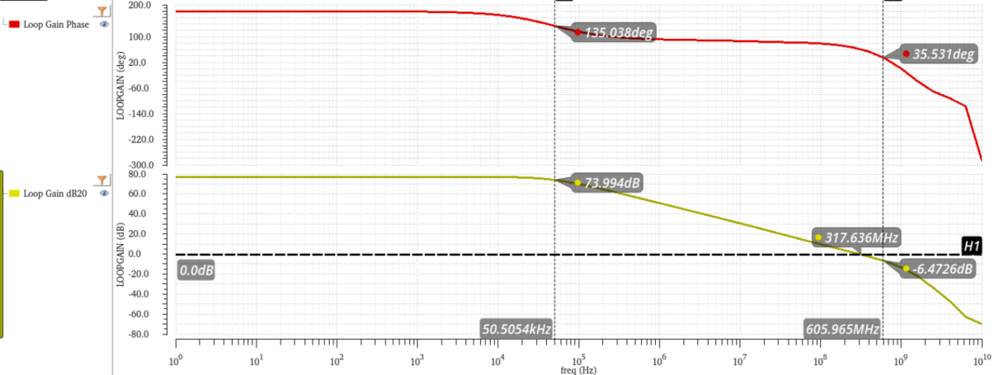 Loop Gain Phase
LOOPGAIN (deg)
200.0
100.0
20.0
-60.0
-140.0
-220.0
-300.0
135.038deg
35.531deg
Loop Gain dB20
LOOPGAIN (dB)
80.0
60.0
40.0
20.0
0.0
-20.0
-40.0
-60.0
-80.0
73.994dB
317.636MHz
H1
0.0dB
-6.4726dB
50.5054kHz
605.965MHz
10^0
10^1
10^2
10^3
10^4
10^5
10^6
10^7
10^8
10^9
10^10
freq (Hz)